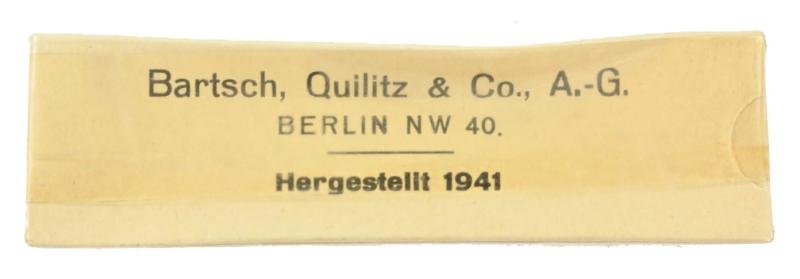 Bartsch, Quilitz & Co., A.-G.
BERLIN NW 40.
Hergestellt 1941